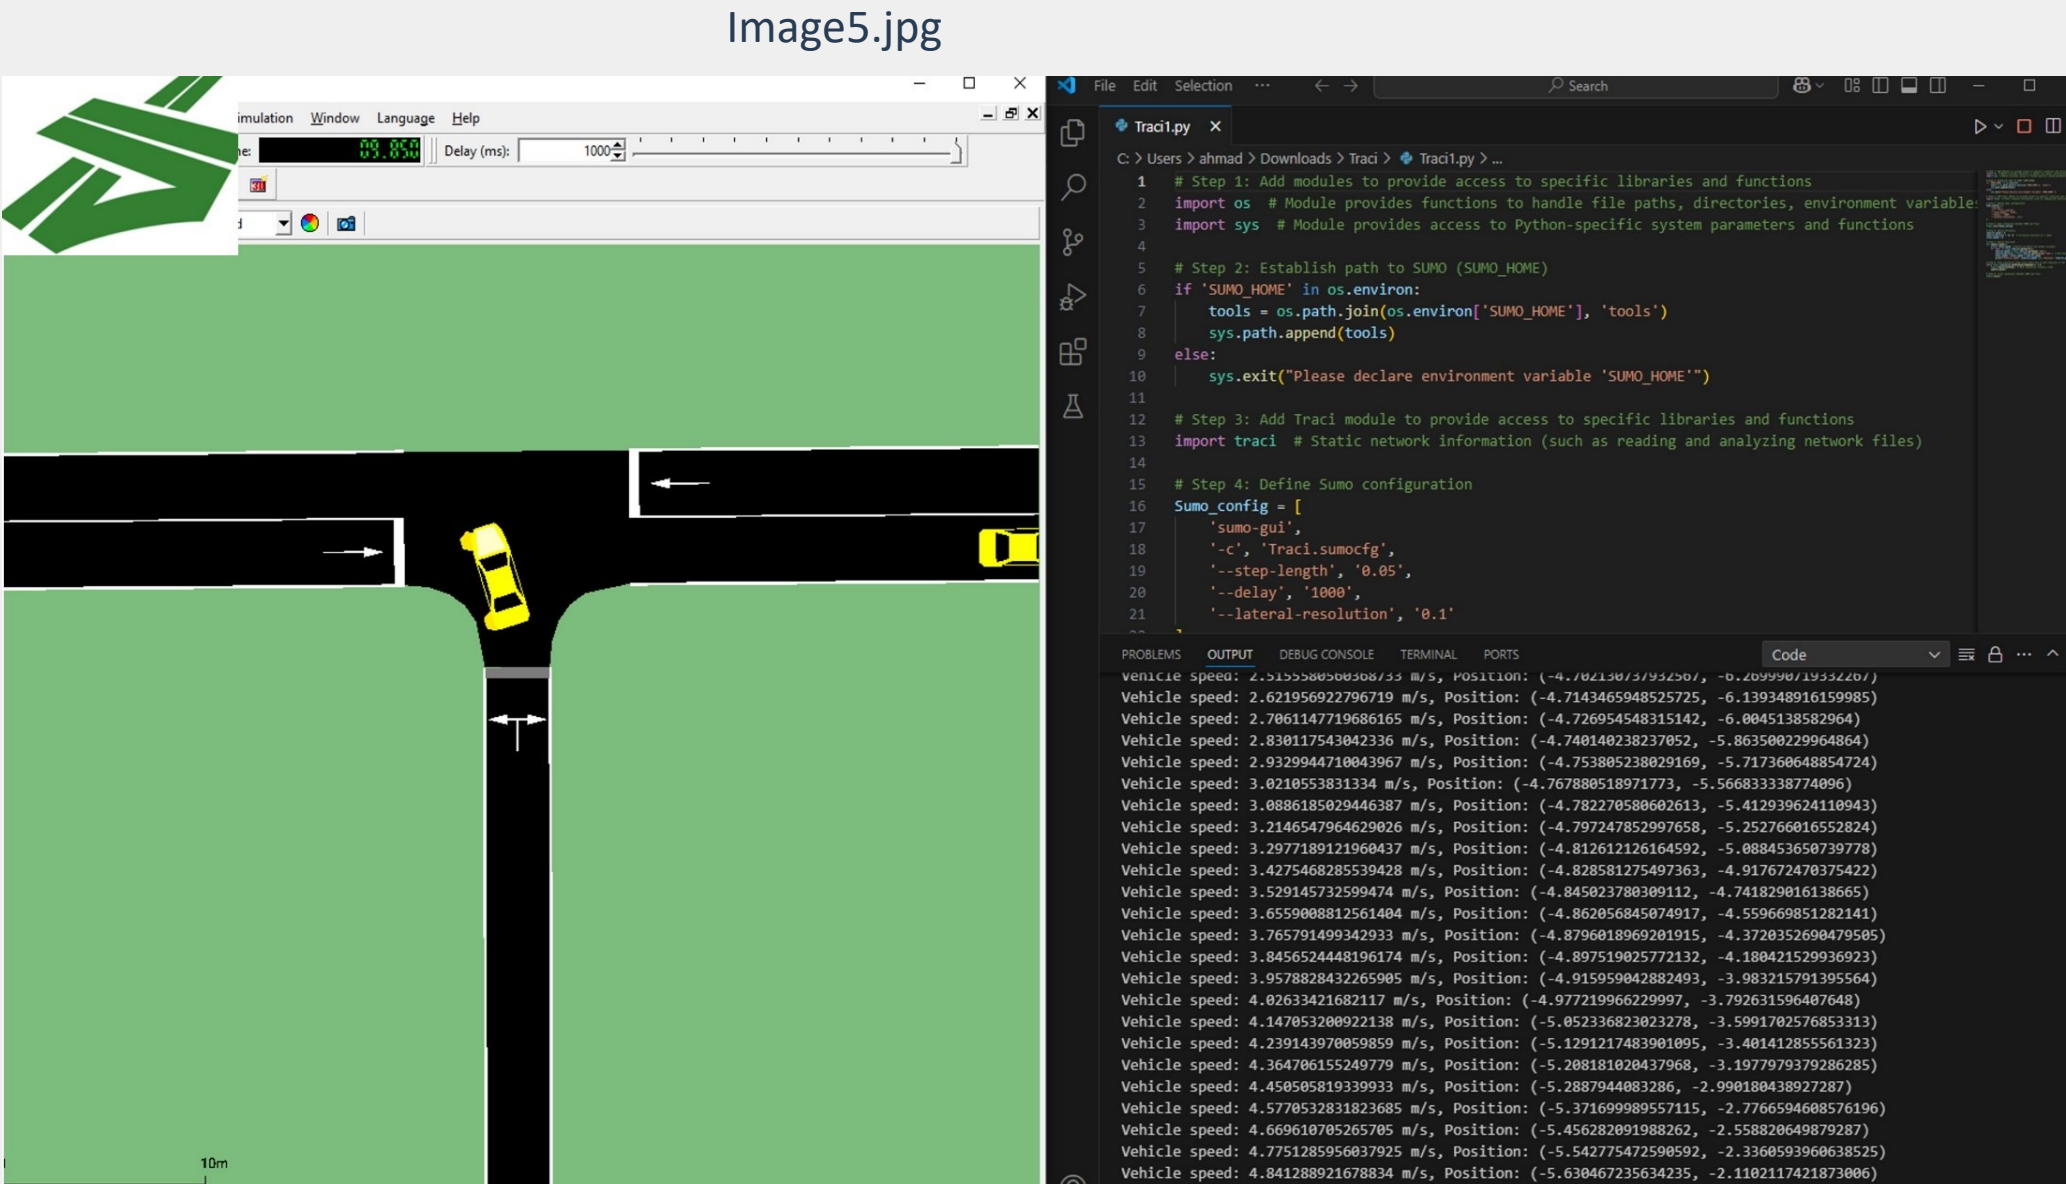 Image5.jpg
imulation Window Language Help
ne: 09.850 Delay (ms): 1000
10m
File Edit Selection ··· Search
Traci1.py
C: > Users > ahmad > Downloads > Traci > Traci1.py > ...
1 # Step 1: Add modules to provide access to specific libraries and functions
2 import os # Module provides functions to handle file paths, directories, environment variables
3 import sys # Module provides access to Python-specific system parameters and functions
4
5 # Step 2: Establish path to SUMO (SUMO_HOME)
6 if 'SUMO_HOME' in os.environ:
7 tools = os.path.join(os.environ['SUMO_HOME'], 'tools')
8 sys.path.append(tools)
9 else:
10 sys.exit("Please declare environment variable 'SUMO_HOME'")
11
12 # Step 3: Add Traci module to provide access to specific libraries and functions
13 import traci # Static network information (such as reading and analyzing network files)
14
15 # Step 4: Define Sumo configuration
16 Sumo_config = [
17 'sumo-gui',
18 '-c', 'Traci.sumocfg',
19 '--step-length', '0.05',
20 '--delay', '1000',
21 '--lateral-resolution', '0.1'
PROBLEMS OUTPUT DEBUG CONSOLE TERMINAL PORTS Code
Vehicle speed: 2.5155580560368733 m/s, Position: (-4.702130737932567, -6.269990719332267)
Vehicle speed: 2.621956922796719 m/s, Position: (-4.7143465948525725, -6.139348916159985)
Vehicle speed: 2.7061147719686165 m/s, Position: (-4.726954548315142, -6.0045138582964)
Vehicle speed: 2.830117543042336 m/s, Position: (-4.740140238237052, -5.863500229964864)
Vehicle speed: 2.9329944710043967 m/s, Position: (-4.753805238029169, -5.717360648854724)
Vehicle speed: 3.0210553831334 m/s, Position: (-4.767880518971773, -5.566833338774096)
Vehicle speed: 3.0886185029446387 m/s, Position: (-4.782270580602613, -5.412939624110943)
Vehicle speed: 3.2146547964629026 m/s, Position: (-4.797247852997658, -5.252766016552824)
Vehicle speed: 3.2977189121960437 m/s, Position: (-4.812612126164592, -5.088453650739778)
Vehicle speed: 3.4275468285539428 m/s, Position: (-4.828581275497363, -4.917672470375422)
Vehicle speed: 3.529145732599474 m/s, Position: (-4.845023780309112, -4.741829016138665)
Vehicle speed: 3.6559008812561404 m/s, Position: (-4.862056845074917, -4.559669851282141)
Vehicle speed: 3.765791499342933 m/s, Position: (-4.8796018969201915, -4.3720352690479505)
Vehicle speed: 3.8456524448196174 m/s, Position: (-4.897519025772132, -4.180421529936923)
Vehicle speed: 3.9578828432265905 m/s, Position: (-4.915959042882493, -3.983215791395564)
Vehicle speed: 4.02633421682117 m/s, Position: (-4.977219966229997, -3.792631596407648)
Vehicle speed: 4.147053200922138 m/s, Position: (-5.052336823023278, -3.5991702576853313)
Vehicle speed: 4.239143970059859 m/s, Position: (-5.1291217483901095, -3.401412855561323)
Vehicle speed: 4.364706155249779 m/s, Position: (-5.208181020437968, -3.1977979379286285)
Vehicle speed: 4.450505819339933 m/s, Position: (-5.2887944083286, -2.990180438927287)
Vehicle speed: 4.5770532831823685 m/s, Position: (-5.371699989557115, -2.7766594608576196)
Vehicle speed: 4.669610705265705 m/s, Position: (-5.456282091988262, -2.558820649879287)
Vehicle speed: 4.7751285956037925 m/s, Position: (-5.542775472590592, -2.3360593960638525)
Vehicle speed: 4.841288921678834 m/s, Position: (-5.630467235634235, -2.1102117421873006)